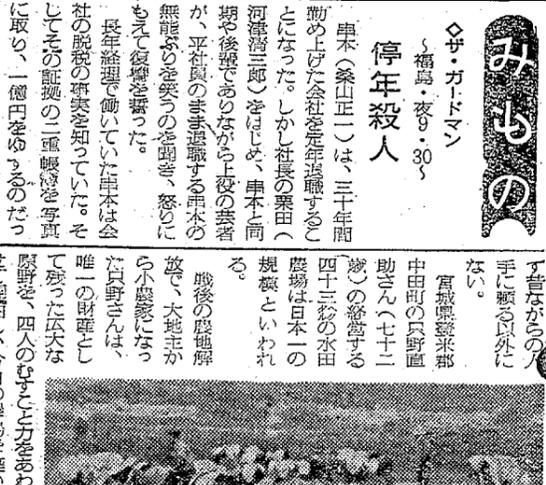 みもの
◇ザ・ガードマン
〜福島・夜9・30〜
停年殺人
串本（桑山正一）は、三十年間
勤め上げた会社を定年退職するこ
とになった。しかし社長の栗田（
河津清三郎）をはじめ、串本と同
期や後輩でありながら上役の芸者
が、平社員のまま退職する串本の
無能ぶりを笑うのを聞き、怒りに
もえて復讐を誓った。
長年経理で働いていた串本は会
社の脱税の事実を知っていた。そ
してその証拠の二重帳簿を写真
に取り、一億円をゆするのだっ
す昔ながらの人
手に頼る以外に
ない。
宮城県登米郡
中田町の只野直
助さん（七十二
歳）の経営する
四十三㌶の水田
農場は日本一の
規模といわれ
る。
戦後の農地解
放で、大地主か
ら小農家になっ
た只野さんは、
唯一の財産とし
て残った広大な
原野を、四人のむすこと力をあわ